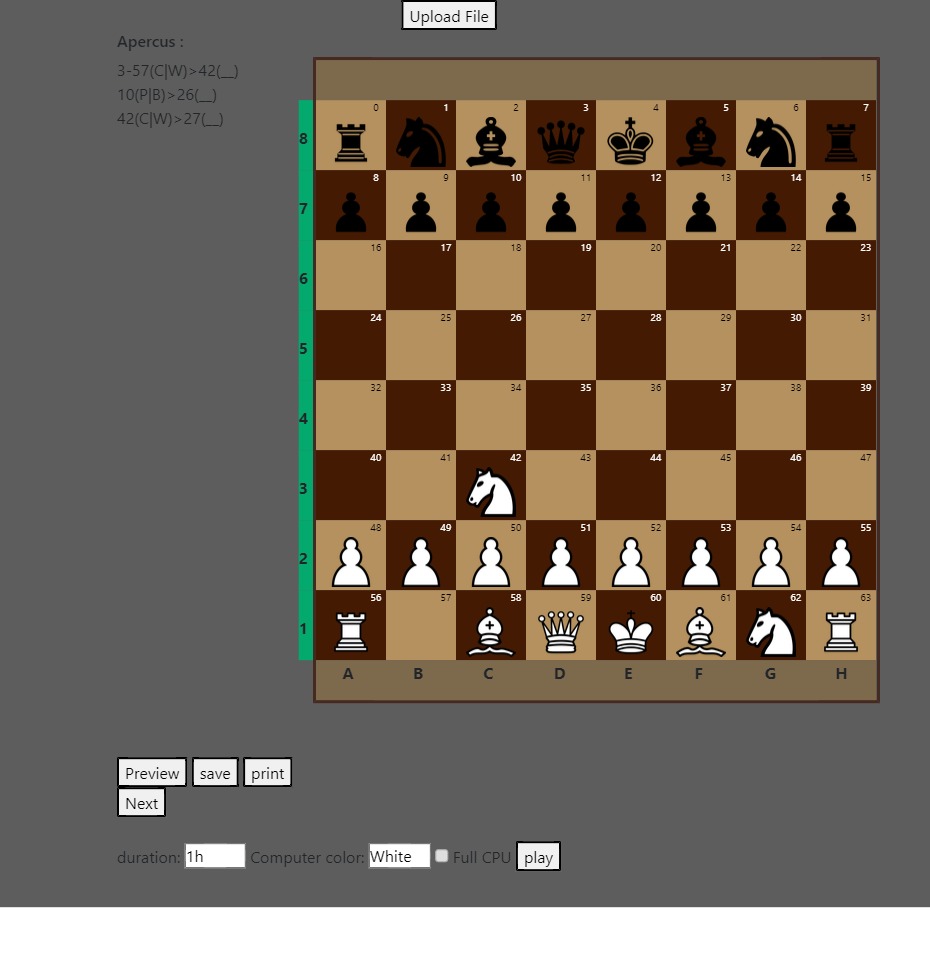 Upload File
Apercus :
3-57(C|W)>42(__)
10(P|B)>26(__)
42(C|W)>27(__)
8 0 1 2 3 4 5 6 7
7 8 9 10 11 12 13 14 15
6 16 17 18 19 20 21 22 23
5 24 25 26 27 28 29 30 31
4 32 33 34 35 36 37 38 39
3 40 41 42 43 44 45 46 47
2 48 49 50 51 52 53 54 55
1 56 57 58 59 60 61 62 63
A B C D E F G H
Preview save print
Next
duration: 1h Computer color: White Full CPU play